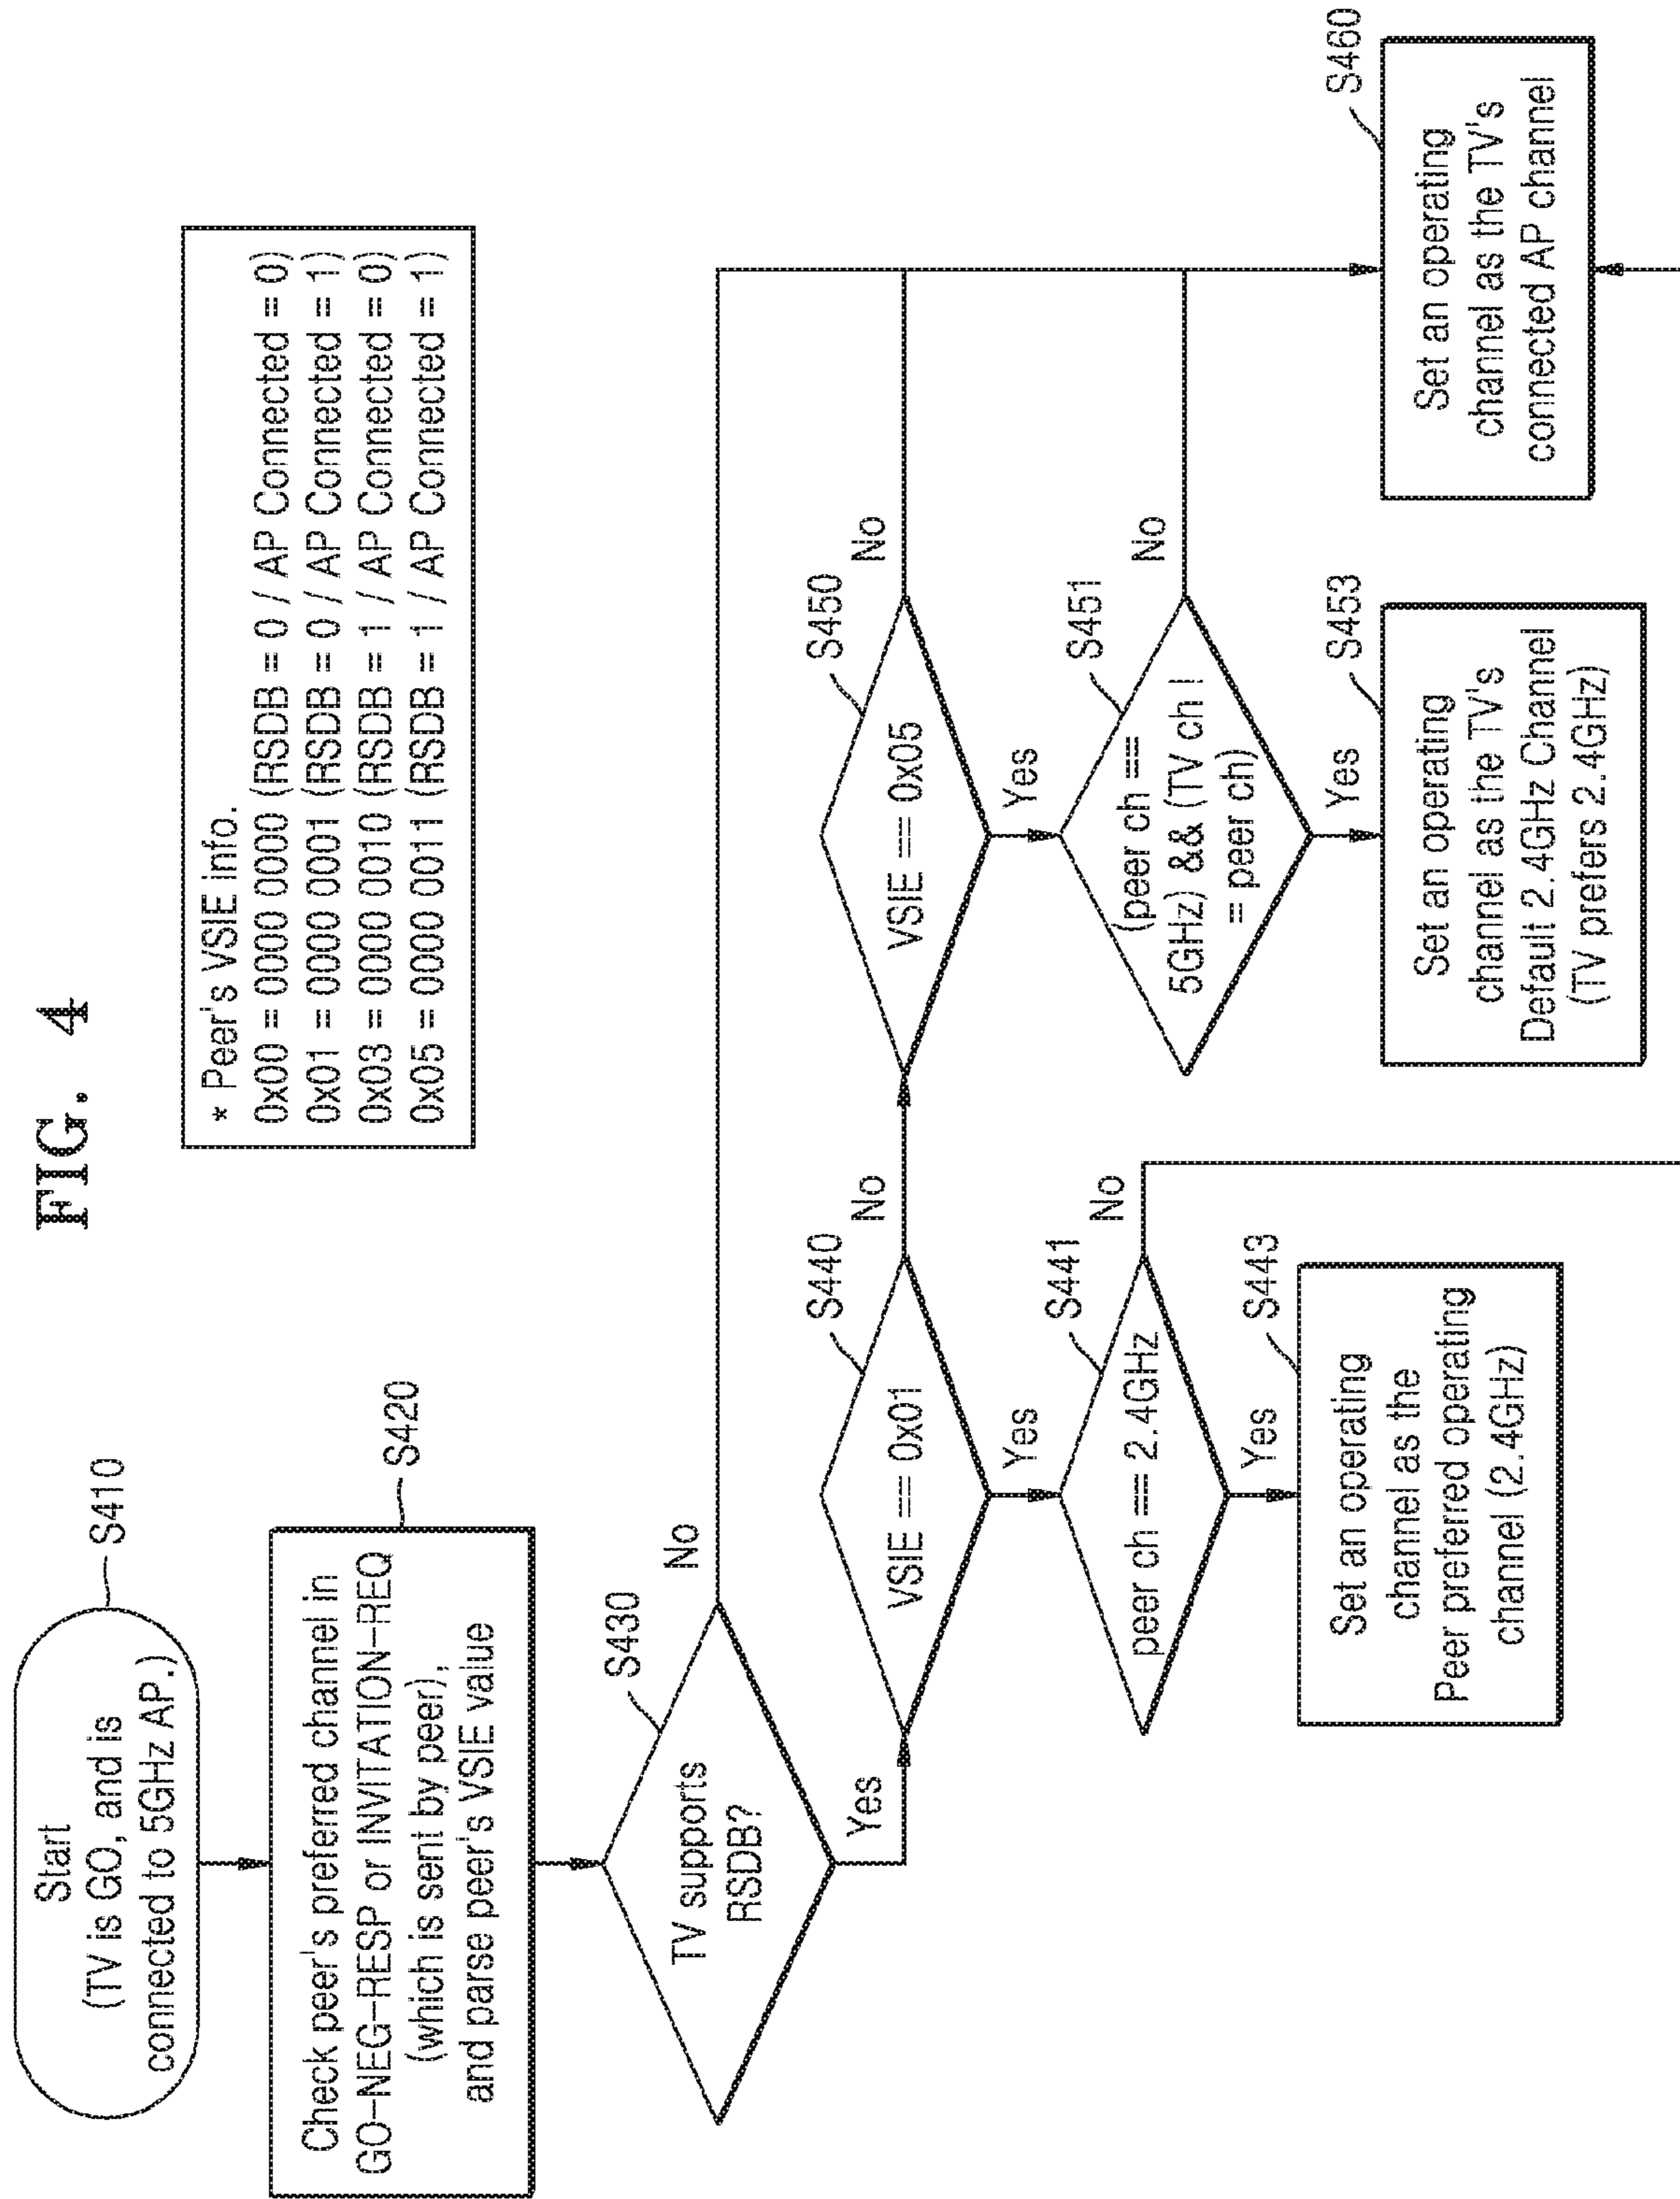 FIG. 4
* Peer's VSIE info.
0x00 = 0000 0000 (RSDB = 0 / AP Connected = 0)
0x01 = 0000 0001 (RSDB = 0 / AP Connected = 1)
0x03 = 0000 0010 (RSDB = 1 / AP Connected = 0)
0x05 = 0000 0011 (RSDB = 1 / AP Connected = 1)
Start
(TV is GO, and is
connected to 5GHz AP.)
S410
Check peer's preferred channel in
GO-NEG-RESP or INVITATION-REQ
(which is sent by peer),
and parse peer's VSIE value
S420
TV supports
RSDB?
S430
No
Yes
VSIE == 0x01
S440
No
Yes
VSIE == 0x05
S450
No
Yes
peer ch == 2.4GHz
S441
No
Yes
(peer ch ==
5GHz) && (TV ch !
= peer ch)
S451
No
Yes
Set an operating
channel as the
Peer preferred operating
channel (2.4GHz)
S443
Set an operating
channel as the TV's
Default 2.4GHz Channel
(TV prefers 2.4GHz)
S453
Set an operating
channel as the TV's
connected AP channel
S460